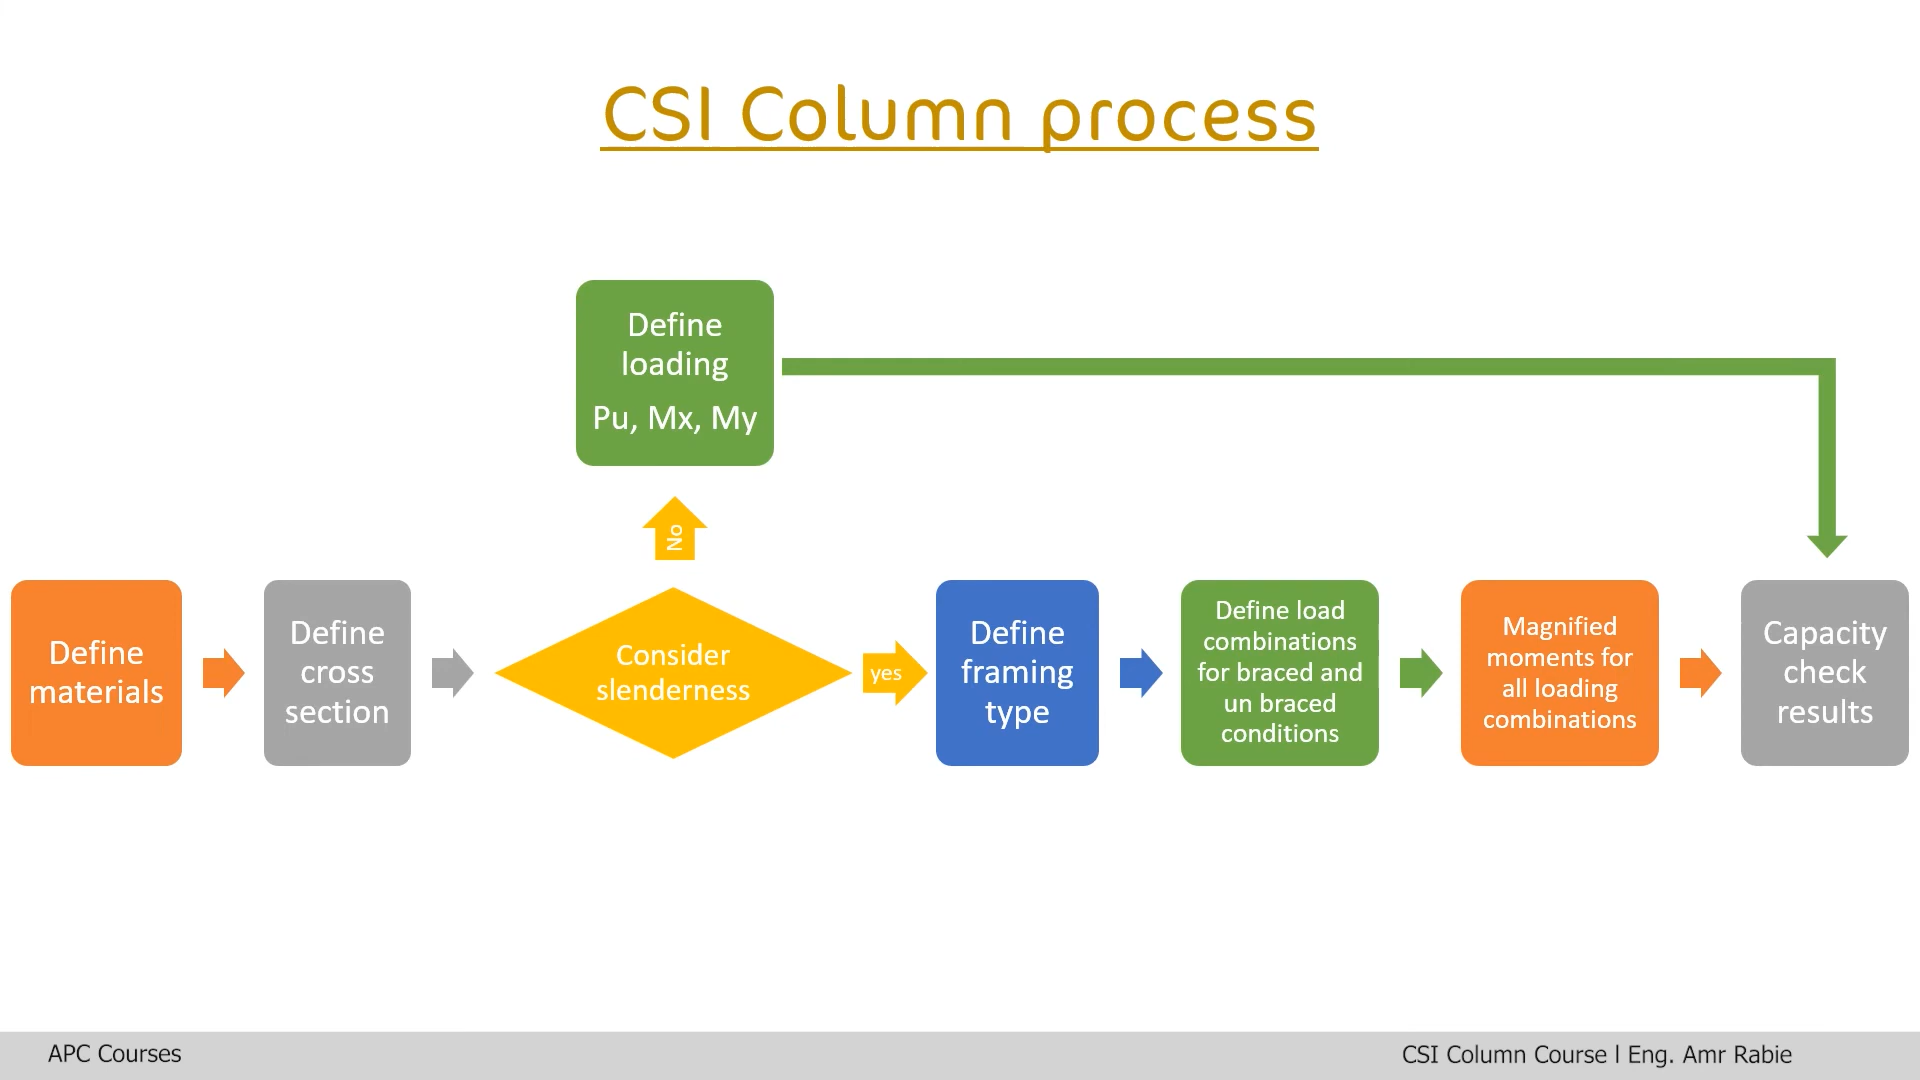 CSI Column process
Define
loading
Pu, Mx, My
No
Define
materials
Define
cross
section
Consider
slenderness
yes
Define
framing
type
Define load
combinations
for braced and
un braced
conditions
Magnified
moments for
all loading
combinations
Capacity
check
results
APC Courses
CSI Column Course l Eng. Amr Rabie